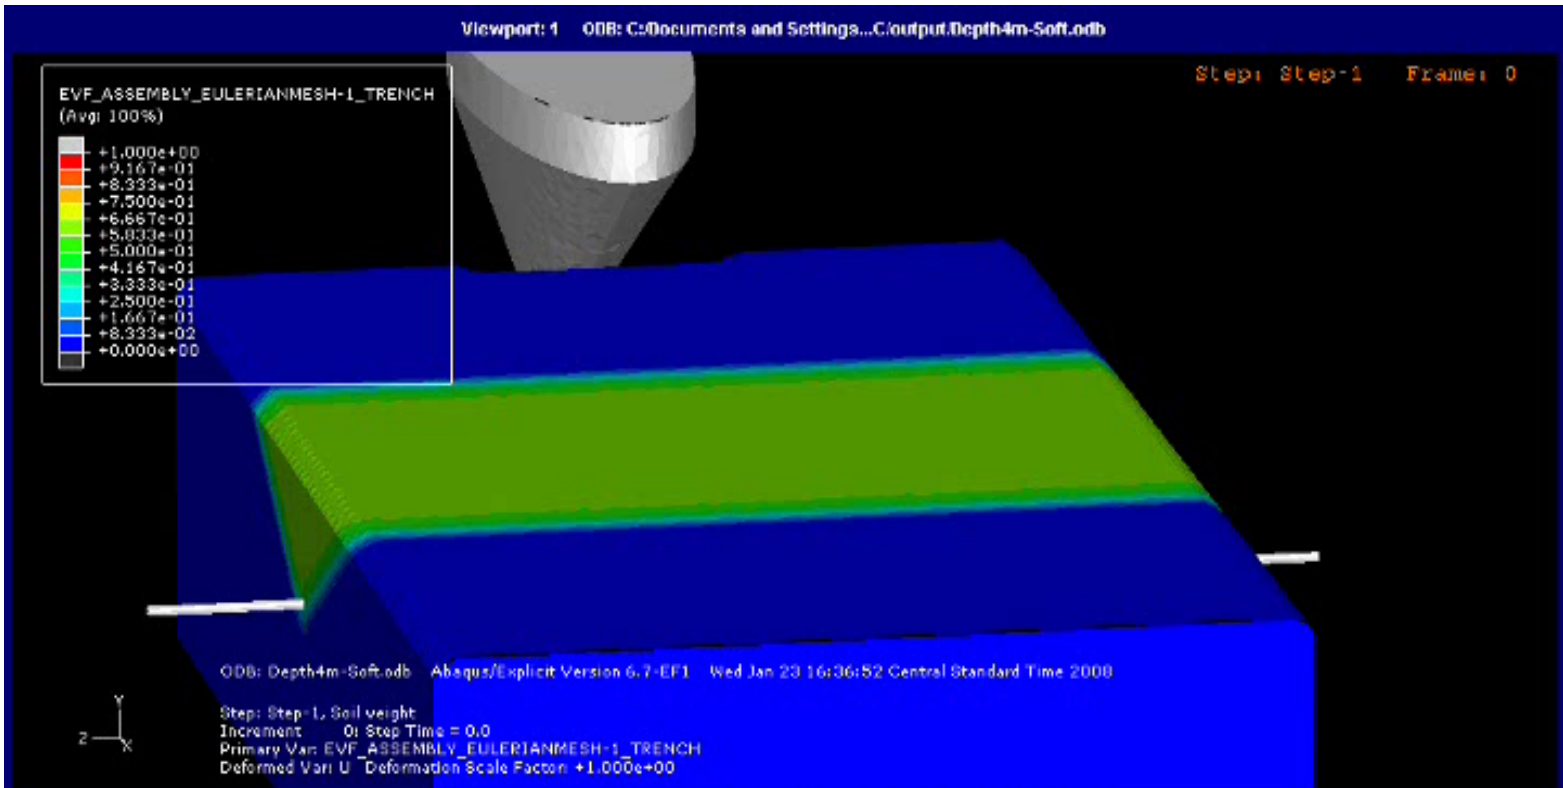 Viewport: 1 ODB: C:/Documents and Settings...C/output/Depth4m-Soft.odb
Step: Step-1 Frame: 0
EVF_ASSEMBLY_EULERIANMESH-1_TRENCH
(Avg: 100%)
+1.000e+00
+9.167e-01
+8.333e-01
+7.500e-01
+6.667e-01
+5.833e-01
+5.000e-01
+4.167e-01
+3.333e-01
+2.500e-01
+1.667e-01
+8.333e-02
+0.000e+00
ODB: Depth4m-Soft.odb Abaqus/Explicit Version 6.7-EF1 Wed Jan 23 16:36:52 Central Standard Time 2008
Y
Z
X
Step: Step-1, Soil weight
Increment 0: Step Time = 0.0
Primary Var: EVF_ASSEMBLY_EULERIANMESH-1_TRENCH
Deformed Var: U Deformation Scale Factor: +1.000e+00